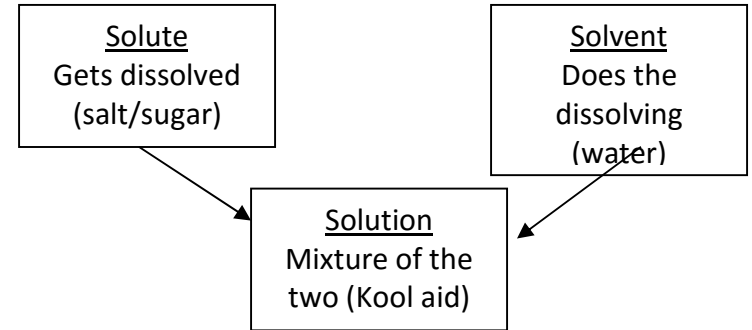 Solute
Gets dissolved
(salt/sugar)
Solvent
Does the
dissolving
(water)
Solution
Mixture of the
two (Kool aid)